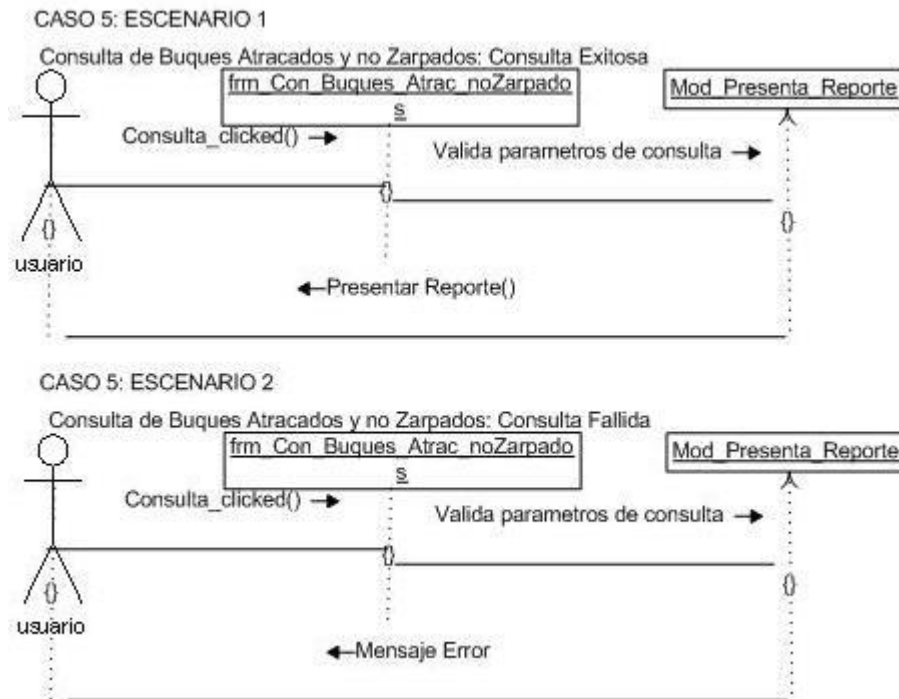 CASO 5: ESCENARIO 1
Consulta de Buques Atracados y no Zarpados: Consulta Exitosa
frm_Con_Buques_Atrac_noZarpado
s
Mod_Presenta_Reporte
Consulta_clicked()
Valida parametros de consulta
{}
{}
{}
usuario
Presentar Reporte()
CASO 5: ESCENARIO 2
Consulta de Buques Atracados y no Zarpados: Consulta Fallida
frm_Con_Buques_Atrac_noZarpado
s
Mod_Presenta_Reporte
Consulta_clicked()
Valida parametros de consulta
{}
{}
{}
usuario
Mensaje Error